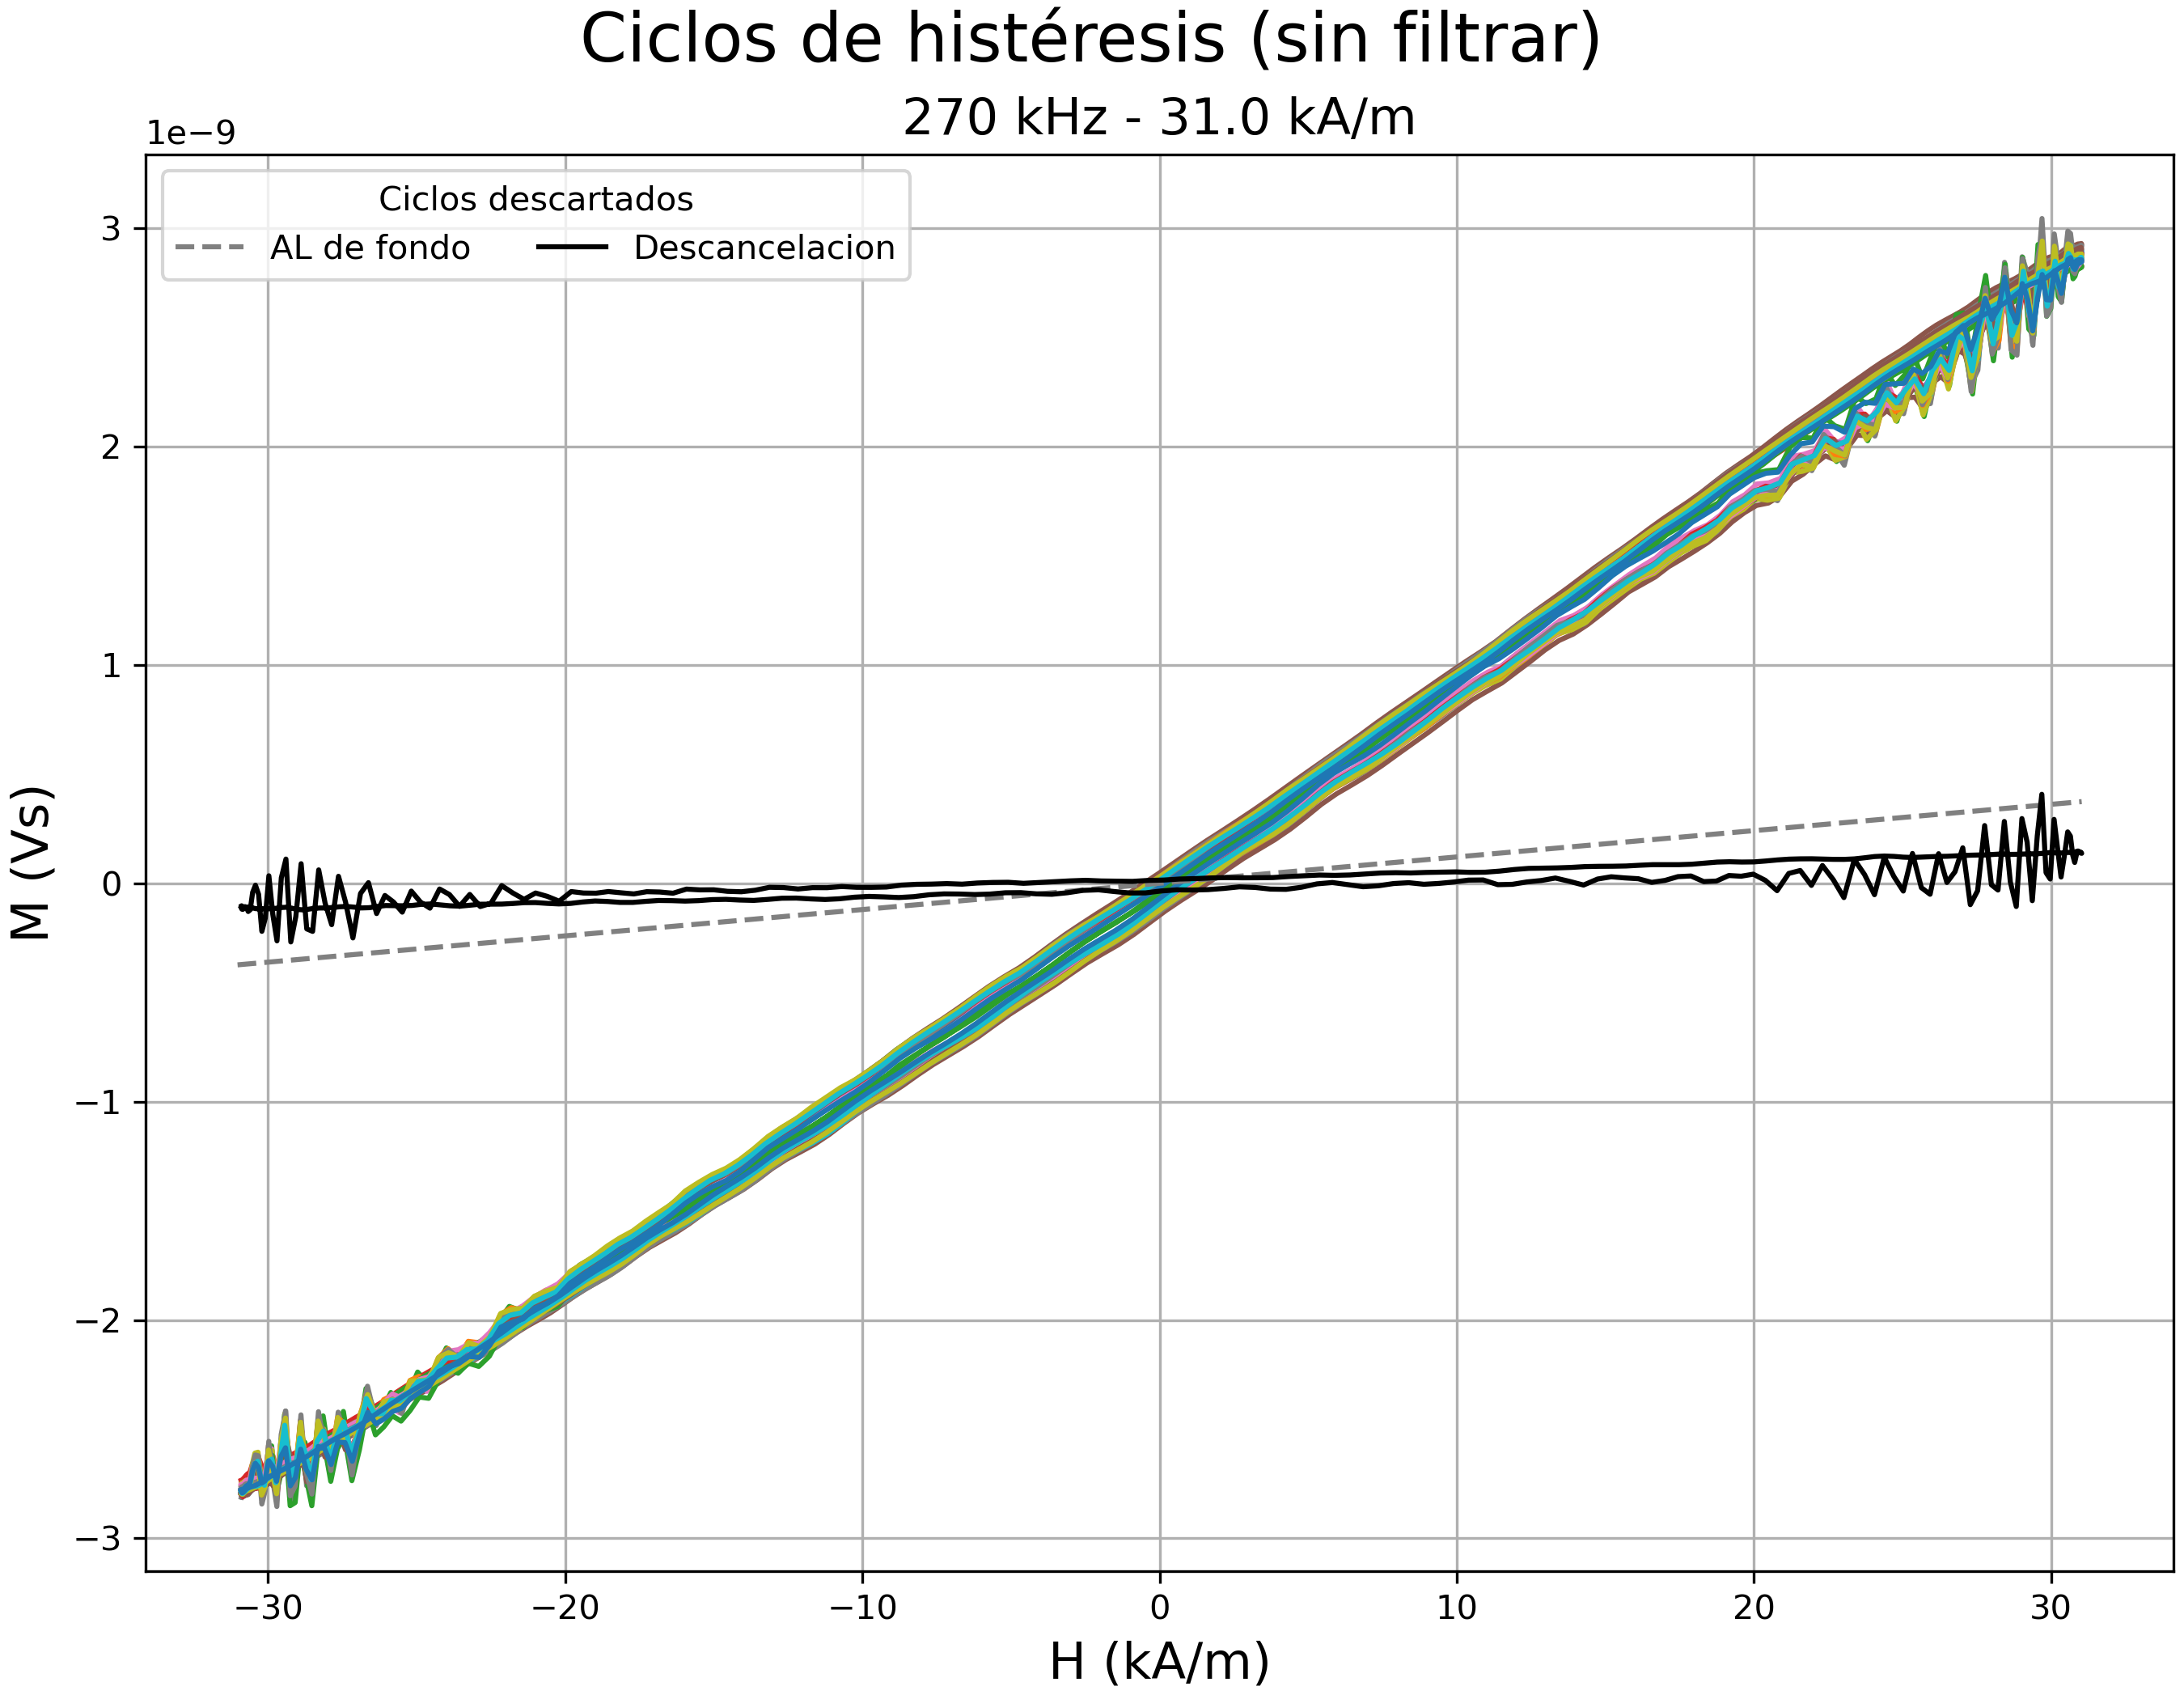 Ciclos de histéresis (sin filtrar)
270 kHz - 31.0 kA/m
1e−9
Ciclos descartados
AL de fondo
Descancelacion
3
2
1
0
−1
−2
−3
M (Vs)
−30
−20
−10
0
10
20
30
H (kA/m)